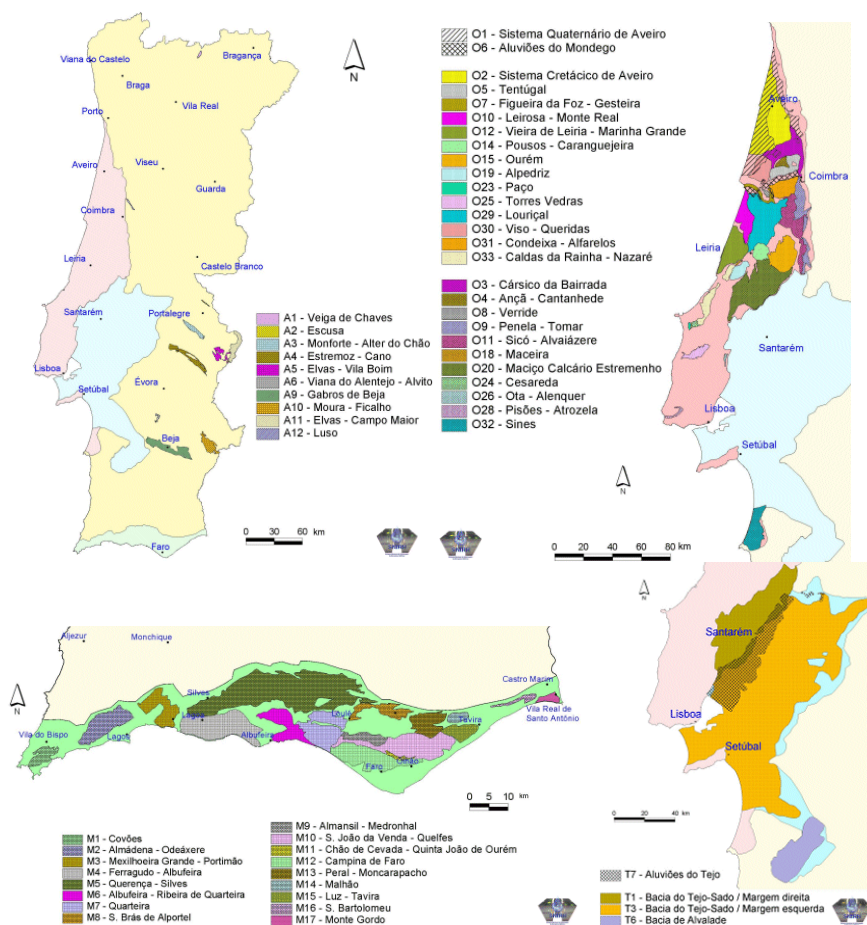 Bragança
Viana do Castelo
Braga
Vila Real
Porto
Aveiro
Viseu
Guarda
Coimbra
Leiria
Castelo Branco
Santarém
Portalegre
Lisboa
Évora
Setúbal
Beja
Faro
N
0 30 60 km
A1 - Veiga de Chaves
A2 - Escusa
A3 - Monforte - Alter do Chão
A4 - Estremoz - Cano
A5 - Elvas - Vila Boim
A6 - Viana do Alentejo - Alvito
A9 - Gabros de Beja
A10 - Moura - Ficalho
A11 - Elvas - Campo Maior
A12 - Luso
O1 - Sistema Quaternário de Aveiro
O6 - Aluviões do Mondego
O2 - Sistema Cretácico de Aveiro
O5 - Tentúgal
O7 - Figueira da Foz - Gesteira
O10 - Leirosa - Monte Real
O12 - Vieira de Leiria - Marinha Grande
O14 - Pousos - Caranguejeira
O15 - Ourém
O19 - Alpedriz
O23 - Paço
O25 - Torres Vedras
O29 - Louriçal
O30 - Viso - Queridas
O31 - Condeixa - Alfarelos
O33 - Caldas da Rainha - Nazaré
O3 - Cársico da Bairrada
O4 - Ançã - Cantanhede
O8 - Verride
O9 - Penela - Tomar
O11 - Sicó - Alvaiázere
O18 - Maceira
O20 - Maciço Calcário Estremenho
O24 - Cesareda
O26 - Ota - Alenquer
O28 - Pisões - Atrozela
O32 - Sines
Aveiro
Coimbra
Leiria
Santarém
Lisboa
Setúbal
N
0 20 40 60 80 km
Aljezur
Monchique
Castro Marim
Silves
Lagoa
Loulé
Tavira
Vila Real de
Santo António
Vila do Bispo
Lagos
Albufeira
Faro
Olhão
N
0 5 10 km
M1 - Covões
M2 - Almádena - Odeáxere
M3 - Mexilhoeira Grande - Portimão
M4 - Ferragudo - Albufeira
M5 - Querença - Silves
M6 - Albufeira - Ribeira de Quarteira
M7 - Quarteira
M8 - S. Brás de Alportel
M9 - Almansil - Medronhal
M10 - S. João da Venda - Quelfes
M11 - Chão de Cevada - Quinta João de Ourém
M12 - Campina de Faro
M13 - Peral - Moncarapacho
M14 - Malhão
M15 - Luz - Tavira
M16 - S. Bartolomeu
M17 - Monte Gordo
N
Santarém
Lisboa
Setúbal
0 20 40 km
T7 - Aluviões do Tejo
T1 - Bacia do Tejo-Sado / Margem direita
T3 - Bacia do Tejo-Sado / Margem esquerda
T6 - Bacia de Alvalade